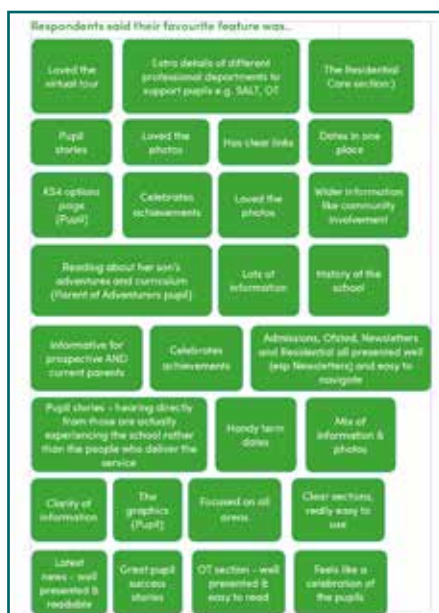 Respondents said their favourite feature was...
Loved the
virtual tour
Extra details of different
professional departments to
support pupils e.g. SALT, OT
The Residential
Care section:)
Pupil
stories
Loved the
photos
Has clear links
Dates in one
place
KS4 options
page
(Pupil)
Celebrates
achievements
Loved the
photos
Wider information
like community
involvement
Reading about her son's
adventures and curriculum
(Parent of Adventurers pupil)
Lots of
information
History of the
school
Informative for
prospective AND
current parents
Celebrates
achievements
Admissions, Ofsted, Newsletters
and Residential all presented well
(esp Newsletters) and easy to
navigate
Pupil stories - hearing directly
from those are actually
experiencing the school rather
than the people who deliver the
service
Handy term
dates
Mix of
information &
photos
Clarity of
information
The
graphics
(Pupil)
Focused on all
areas
Clear sections,
really easy to
use
Latest
news - well
presented &
readable
Great pupil
success
stories
OT section - well
presented &
easy to read
Feels like a
celebration of
the pupils